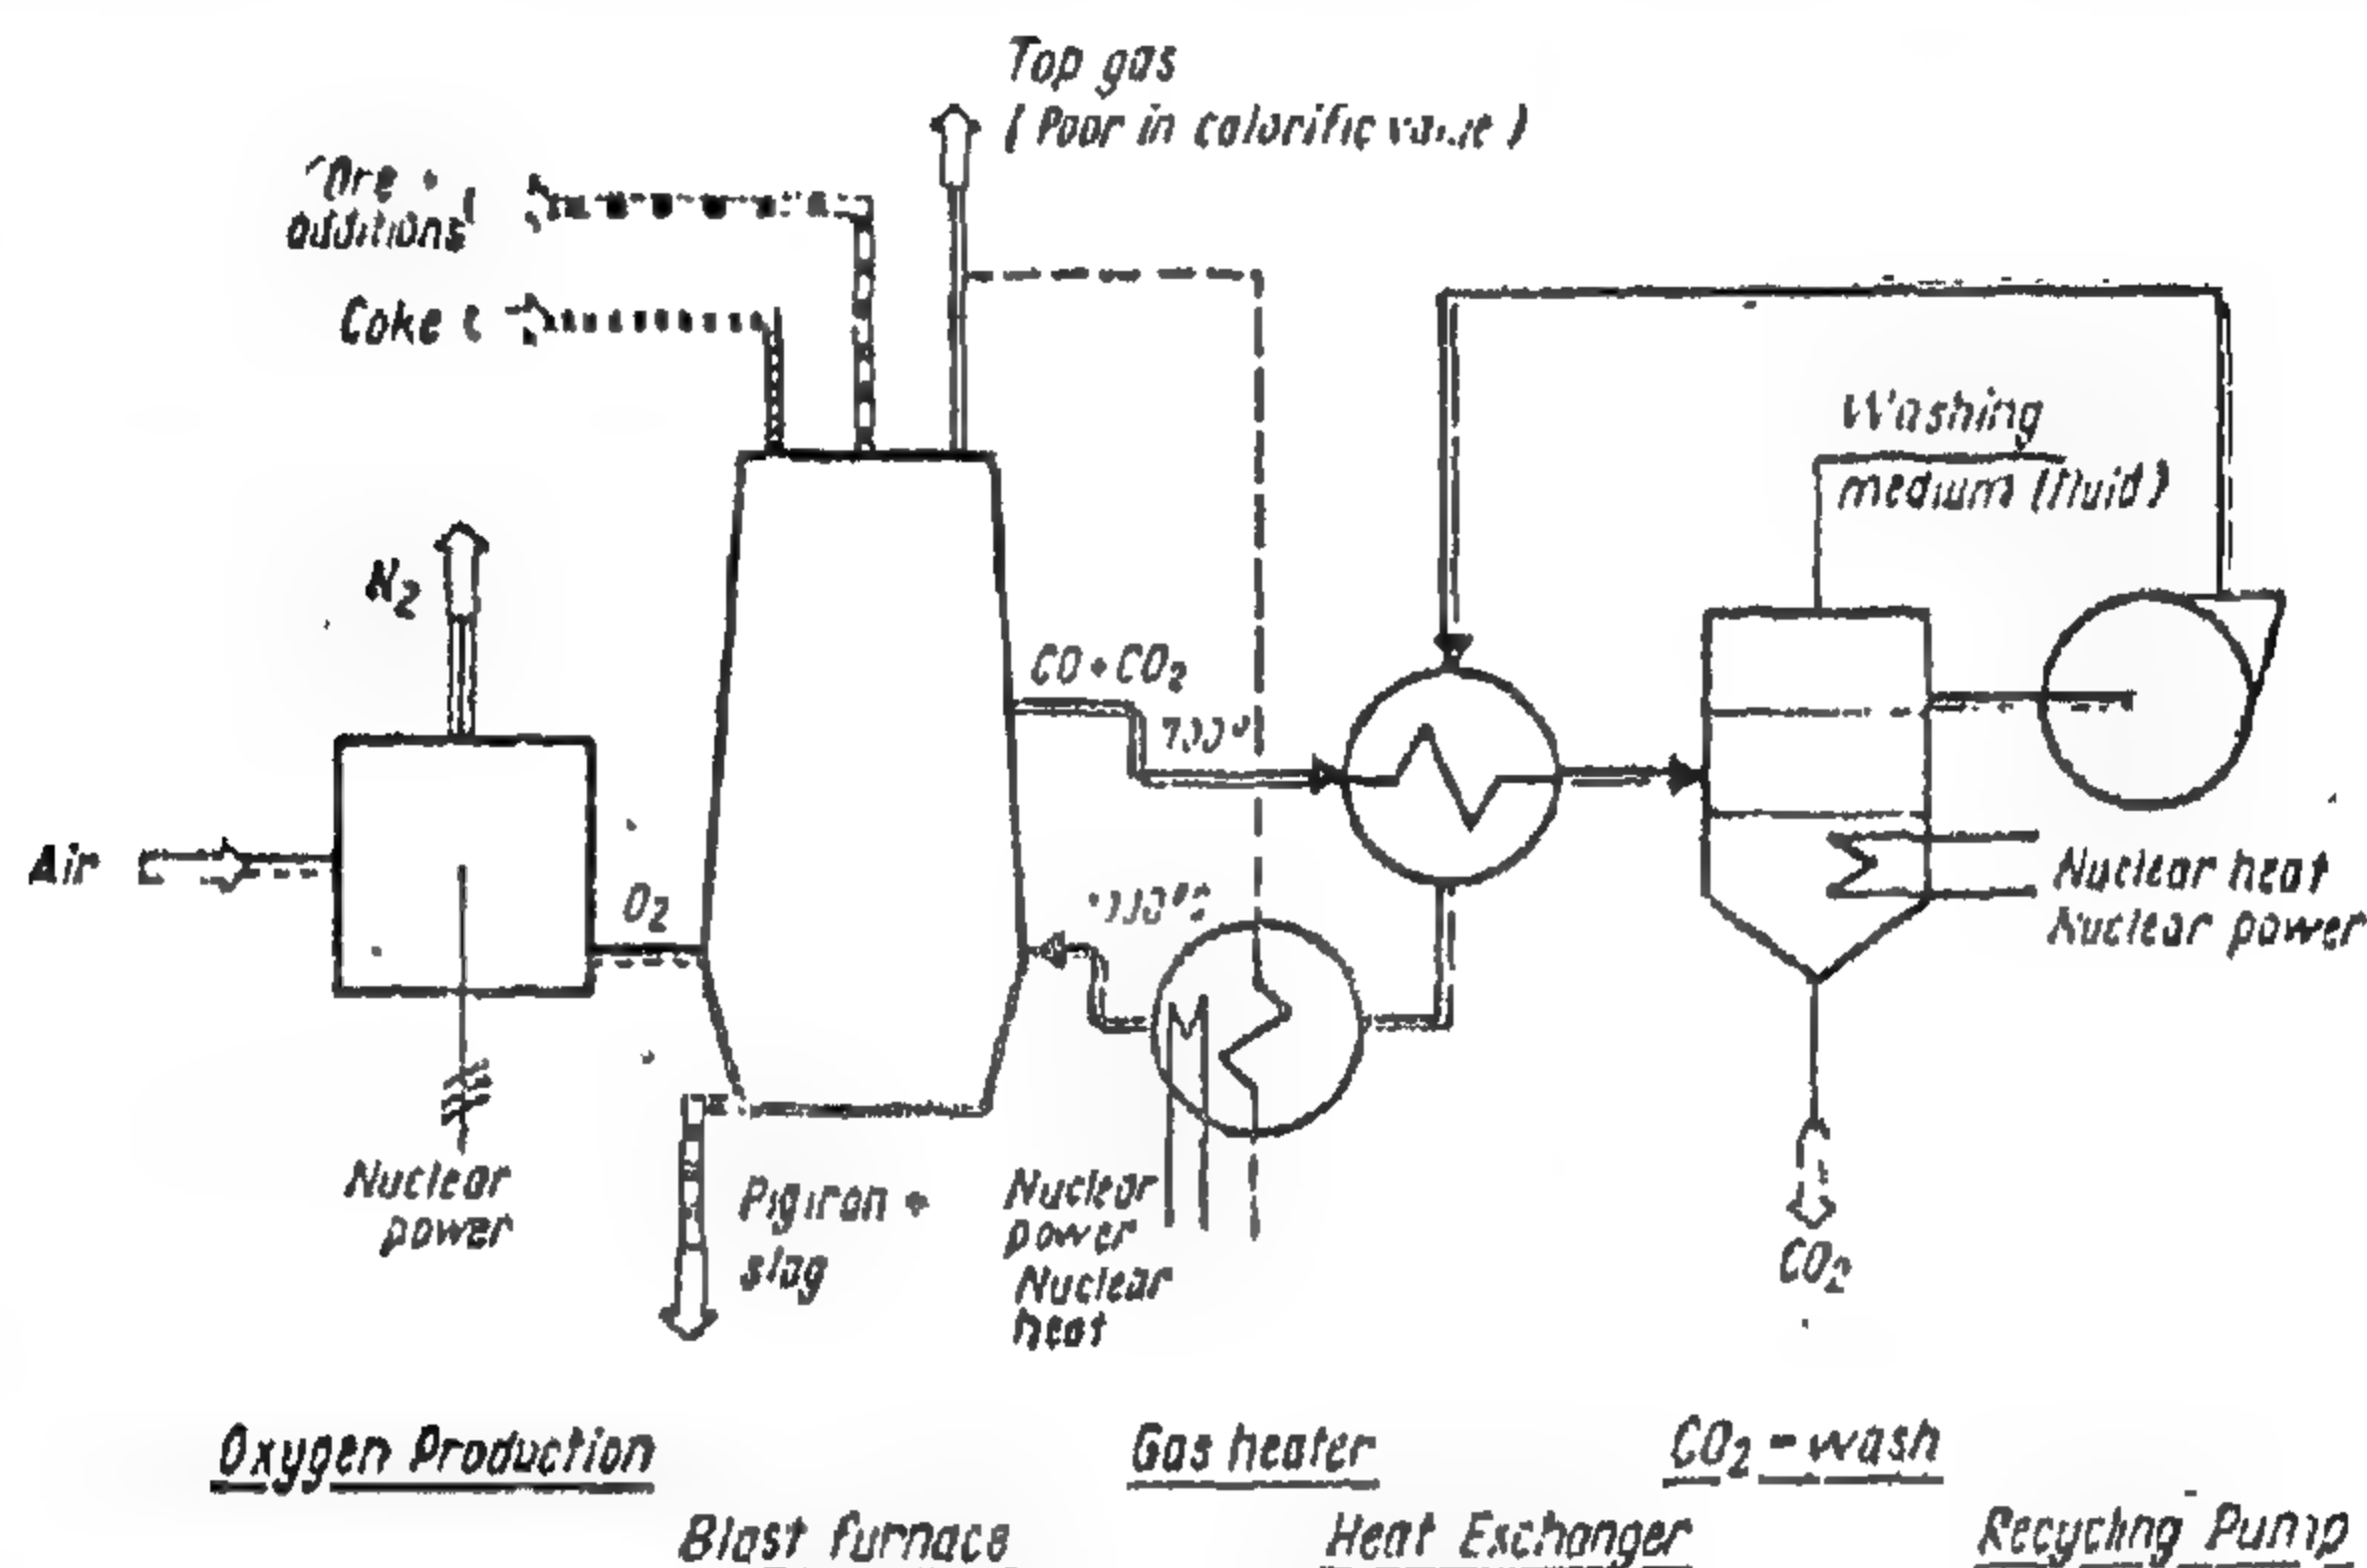 Top gas
(Poor in calorific value)
Ore +
additions
Coke
Washing
medium (fluid)
N2
CO + CO2
Air
O2
Nuclear heat
Nuclear power
Nuclear
power
Pigiron +
slag
Nuclear
power
Nuclear
heat
CO2
Oxygen Production
Gas heater
CO2-wash
Blast furnace
Heat Exchanger
Recycling Pump